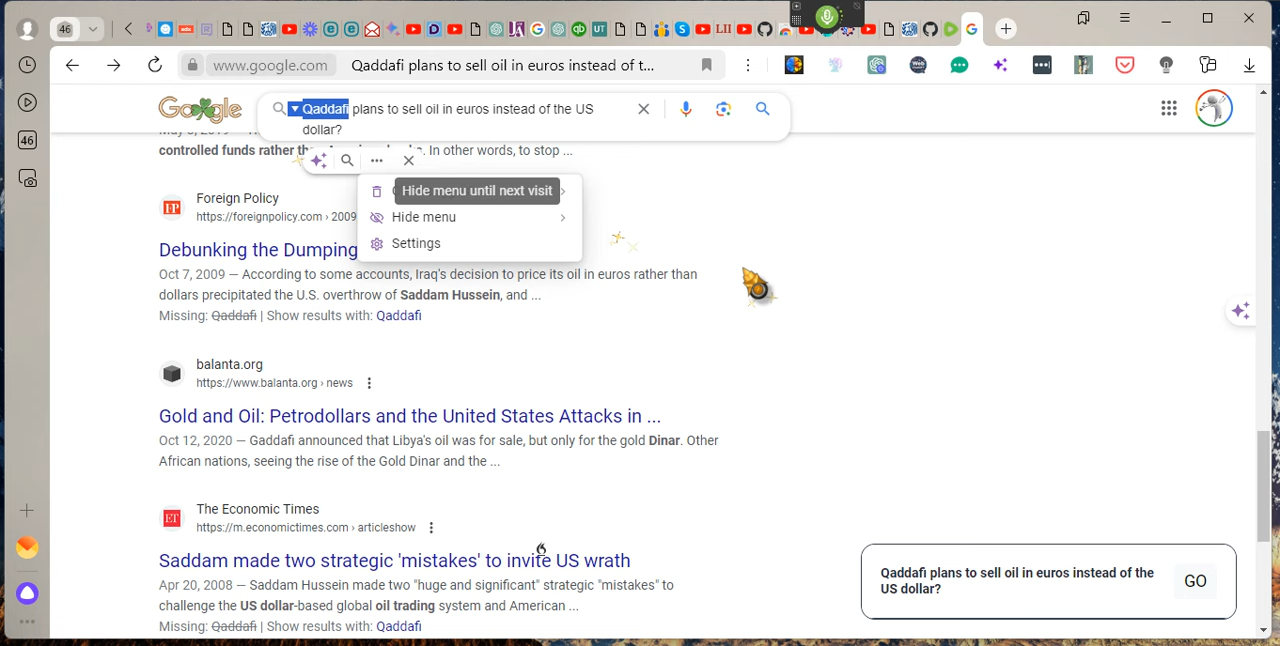 46
www.google.com
Qaddafi plans to sell oil in euros instead of t...
46
Qaddafi plans to sell oil in euros instead of the US
dollar?
controlled funds rather th
. In other words, to stop ...
Hide menu until next visit
Hide menu
Settings
FP
Foreign Policy
https://foreignpolicy.com › 2009
Debunking the Dumping
Oct 7, 2009 — According to some accounts, Iraq's decision to price its oil in euros rather than
dollars precipitated the U.S. overthrow of Saddam Hussein, and ...
Missing: Qaddafi | Show results with: Qaddafi
balanta.org
https://www.balanta.org › news
Gold and Oil: Petrodollars and the United States Attacks in ...
Oct 12, 2020 — Gaddafi announced that Libya's oil was for sale, but only for the gold Dinar. Other
African nations, seeing the rise of the Gold Dinar and the ...
ET
The Economic Times
https://m.economictimes.com › articleshow
Saddam made two strategic 'mistakes' to invite US wrath
Apr 20, 2008 — Saddam Hussein made two "huge and significant" strategic "mistakes" to
challenge the US dollar-based global oil trading system and American ...
Missing: Qaddafi | Show results with: Qaddafi
Qaddafi plans to sell oil in euros instead of the
US dollar?
GO